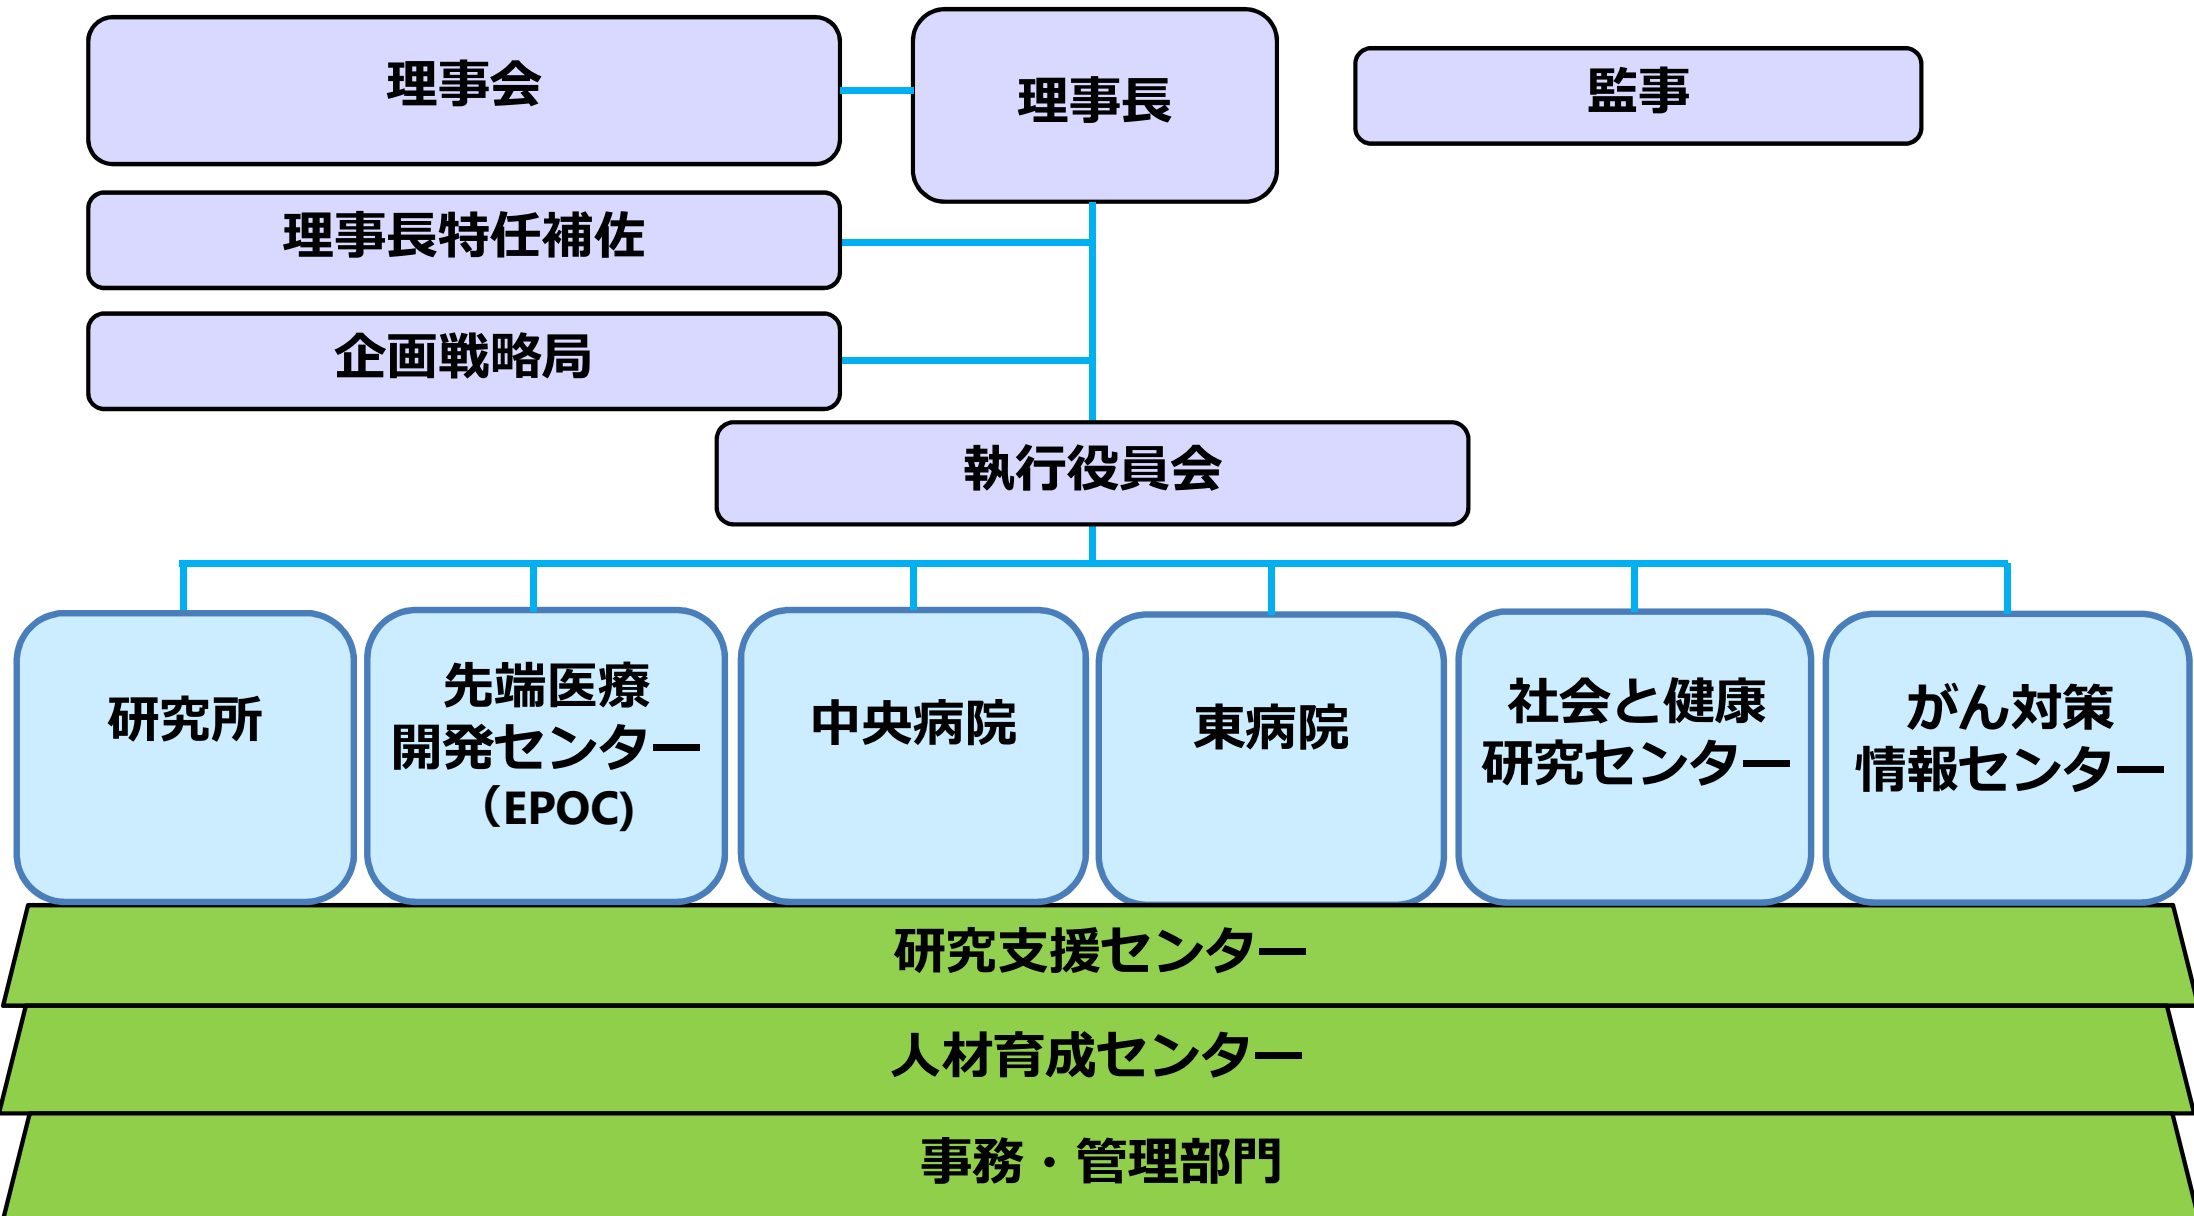 理事会
理事長
監事
理事長特任補佐
企画戦略局
執行役員会
研究所
先端医療
開発センター
（EPOC)
中央病院
東病院
社会と健康
研究センター
がん対策
情報センター
研究支援センター
人材育成センター
事務・管理部門